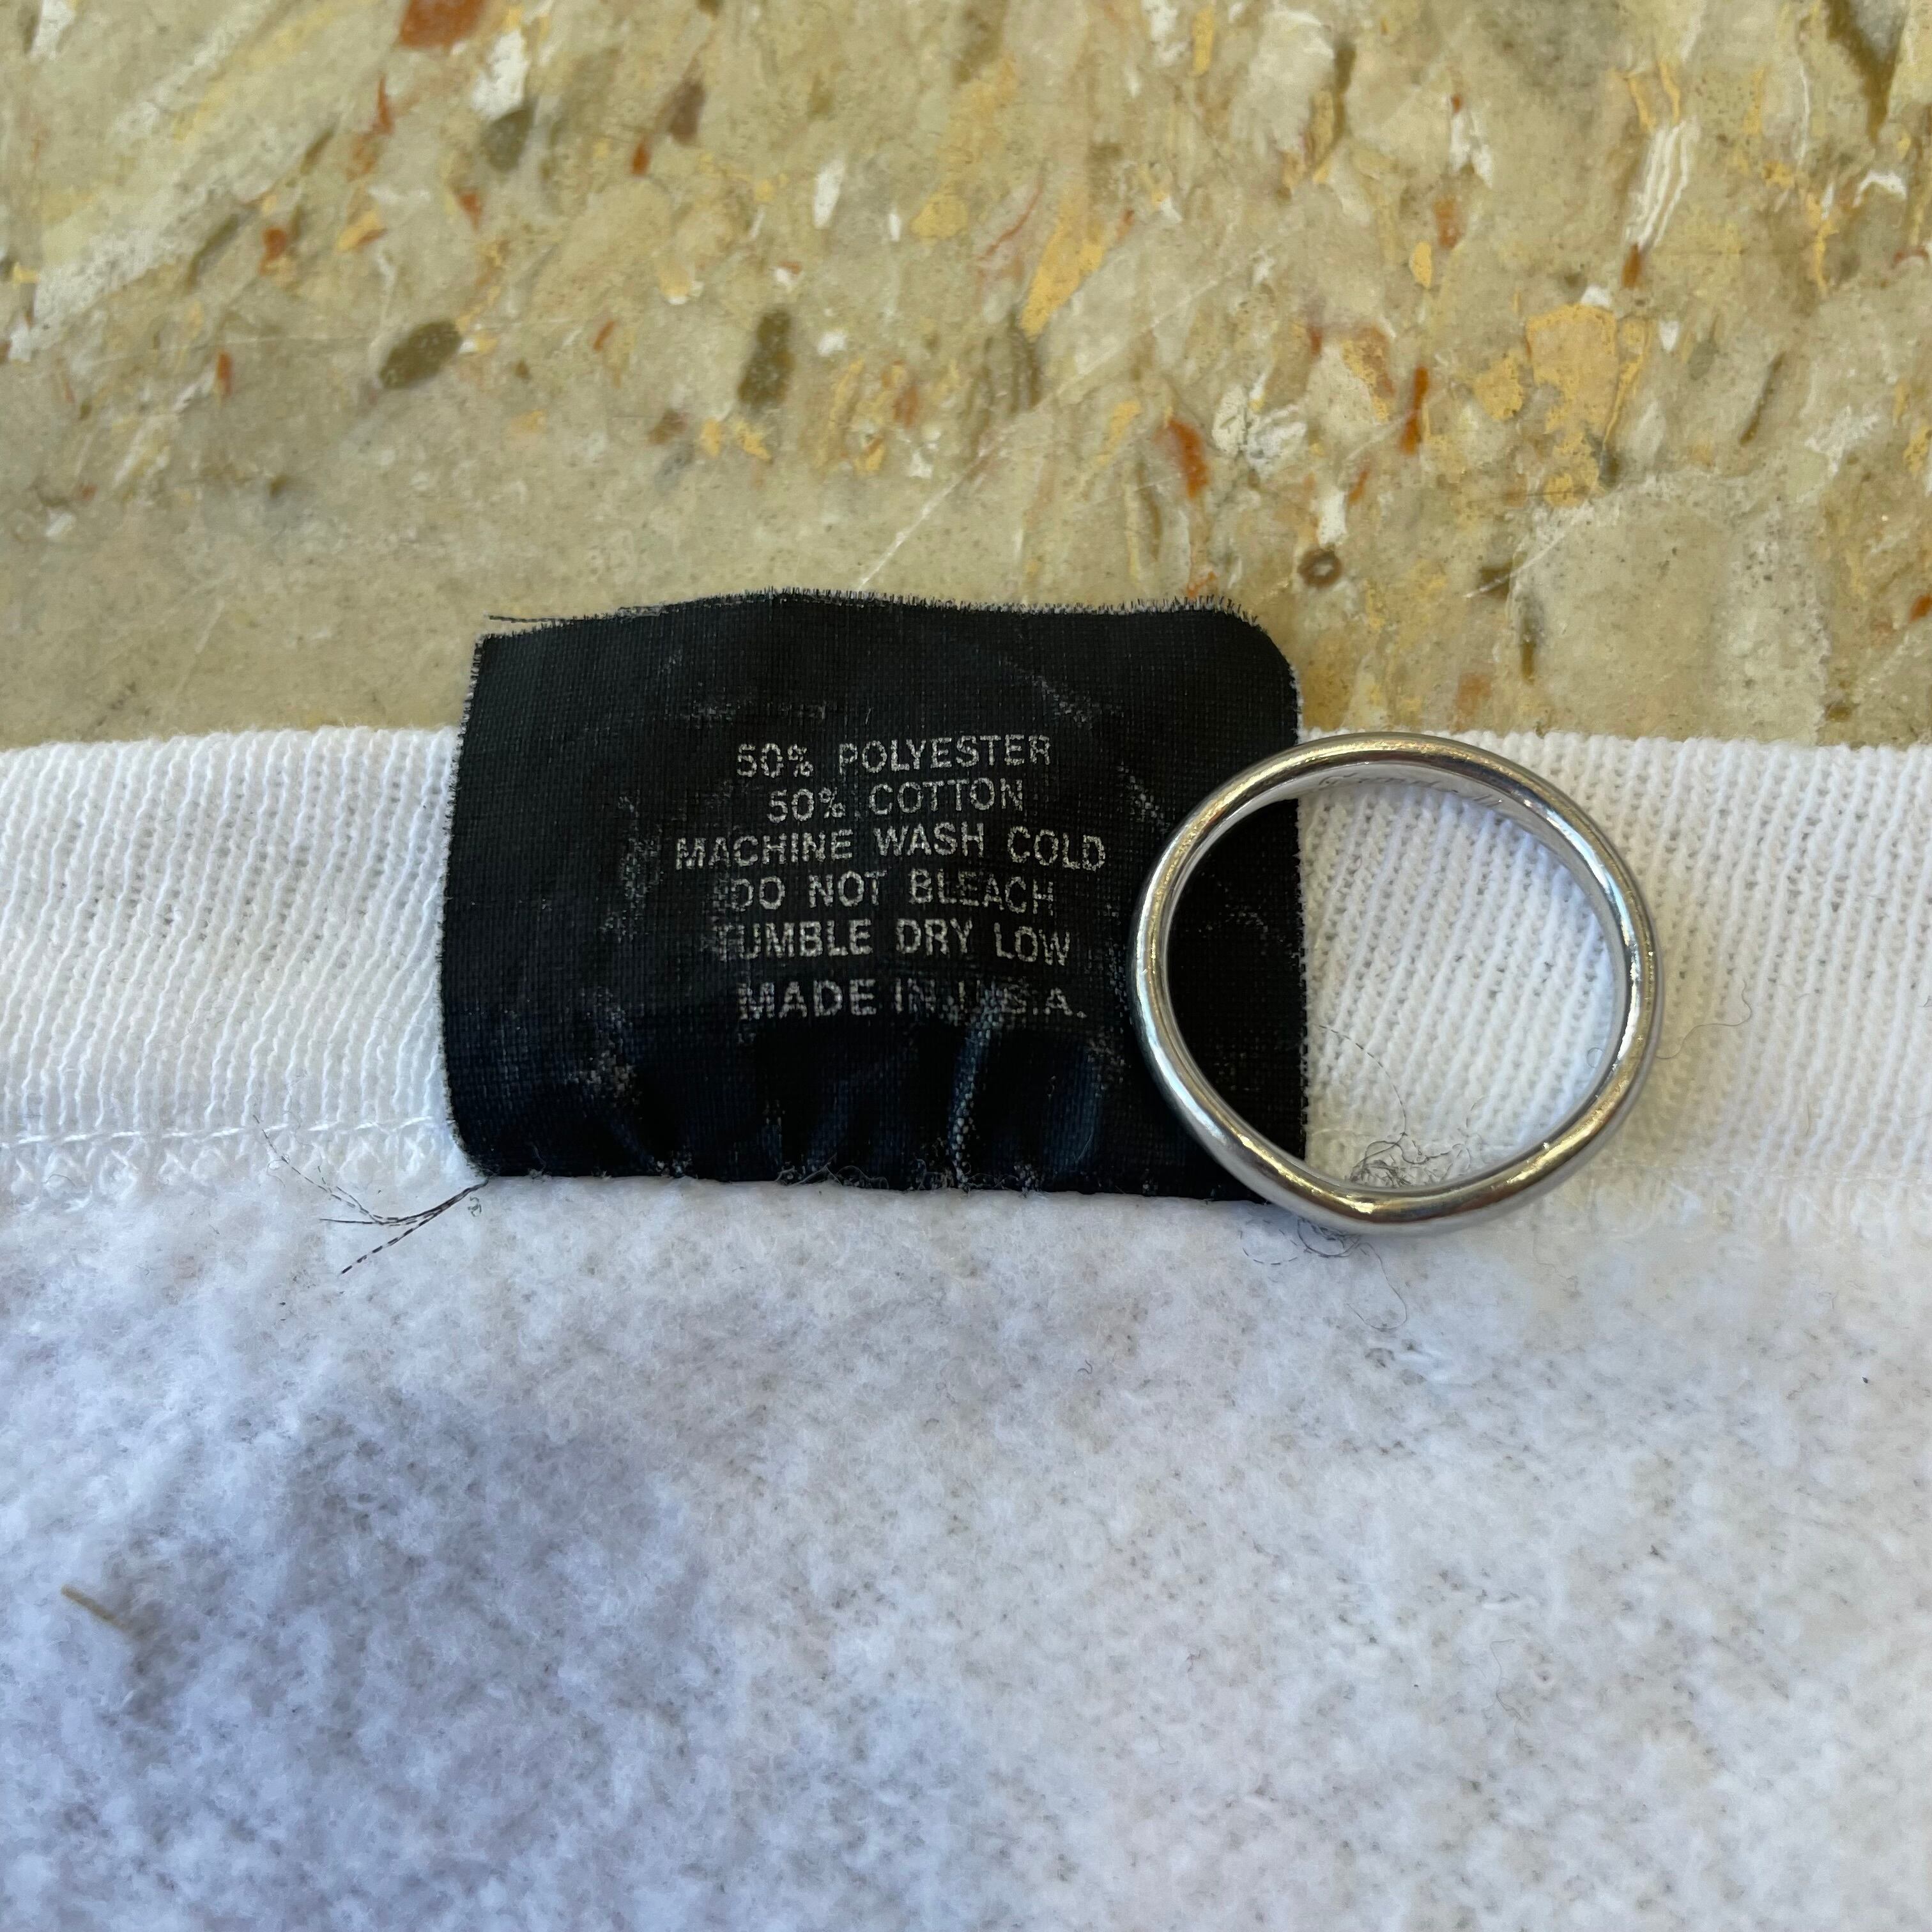 50% POLYESTER
50% COTTON
MACHINE WASH COLD
DO NOT BLEACH
TUMBLE DRY LOW
MADE IN U.S.A.